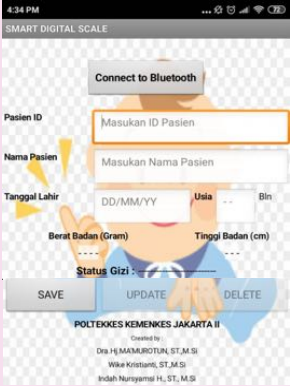 4:34 PM ... 72
SMART DIGITAL SCALE
Connect to Bluetooth
Pasien ID Masukan ID Pasien
Nama Pasien Masukan Nama Pasien
Tanggal Lahir DD/MM/YY Usia -- Bln
Berat Badan (Gram) Tinggi Badan (cm)
---- ---
Status Gizi : --------------------
SAVE UPDATE DELETE
POLTEKKES KEMENKES JAKARTA II
Created by :
Dra.Hj.MA'MUROTUN, ST.,M.Si
Wike Kristianti, ST.,M.Si
Indah Nursyamsi H., ST., M.Si